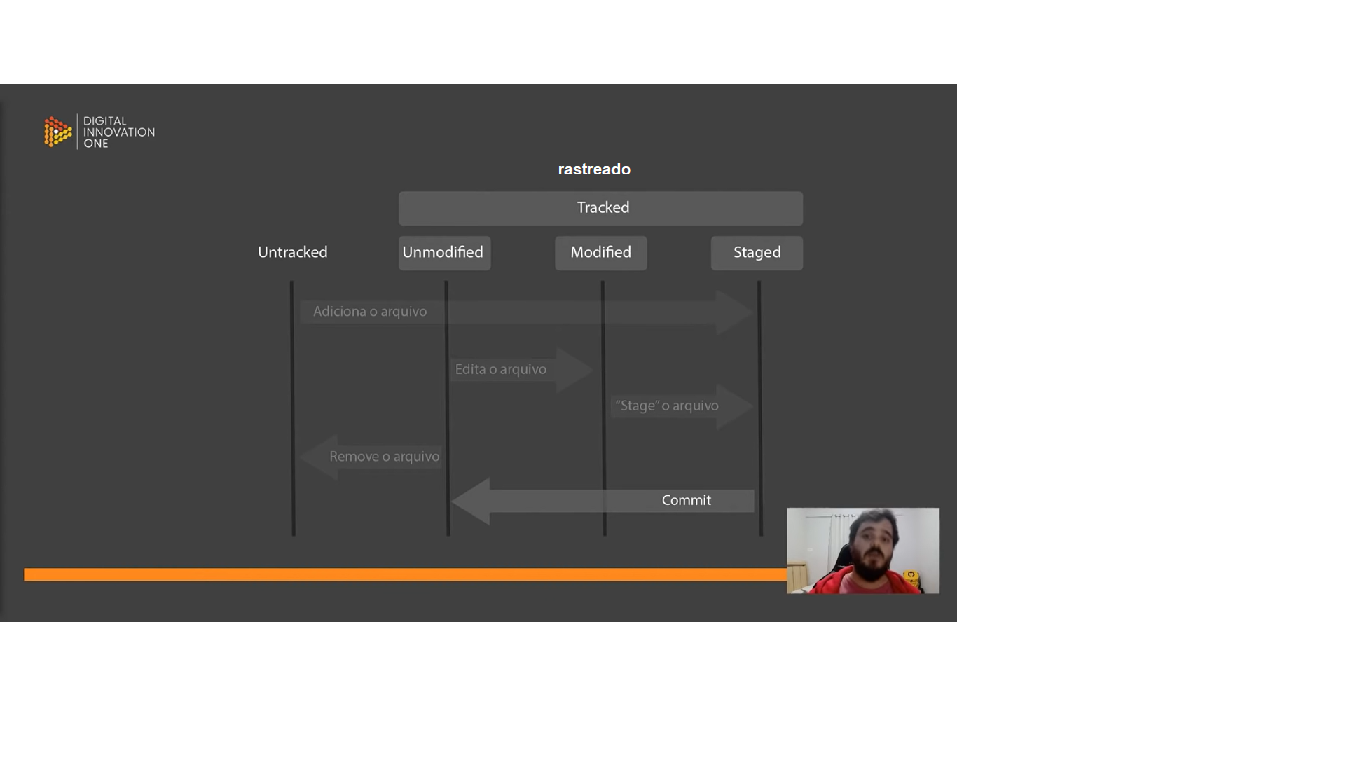 DIGITAL
INNOVATION
ONE
rastreado
Tracked
Untracked
Unmodified
Modified
Staged
Adiciona o arquivo
Edita o arquivo
"Stage" o arquivo
Remove o arquivo
Commit